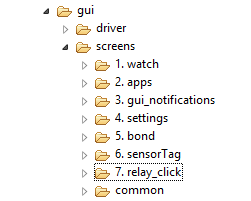 gui
driver
screens
1. watch
2. apps
3. gui_notifications
4. settings
5. bond
6. sensorTag
7. relay_click
common